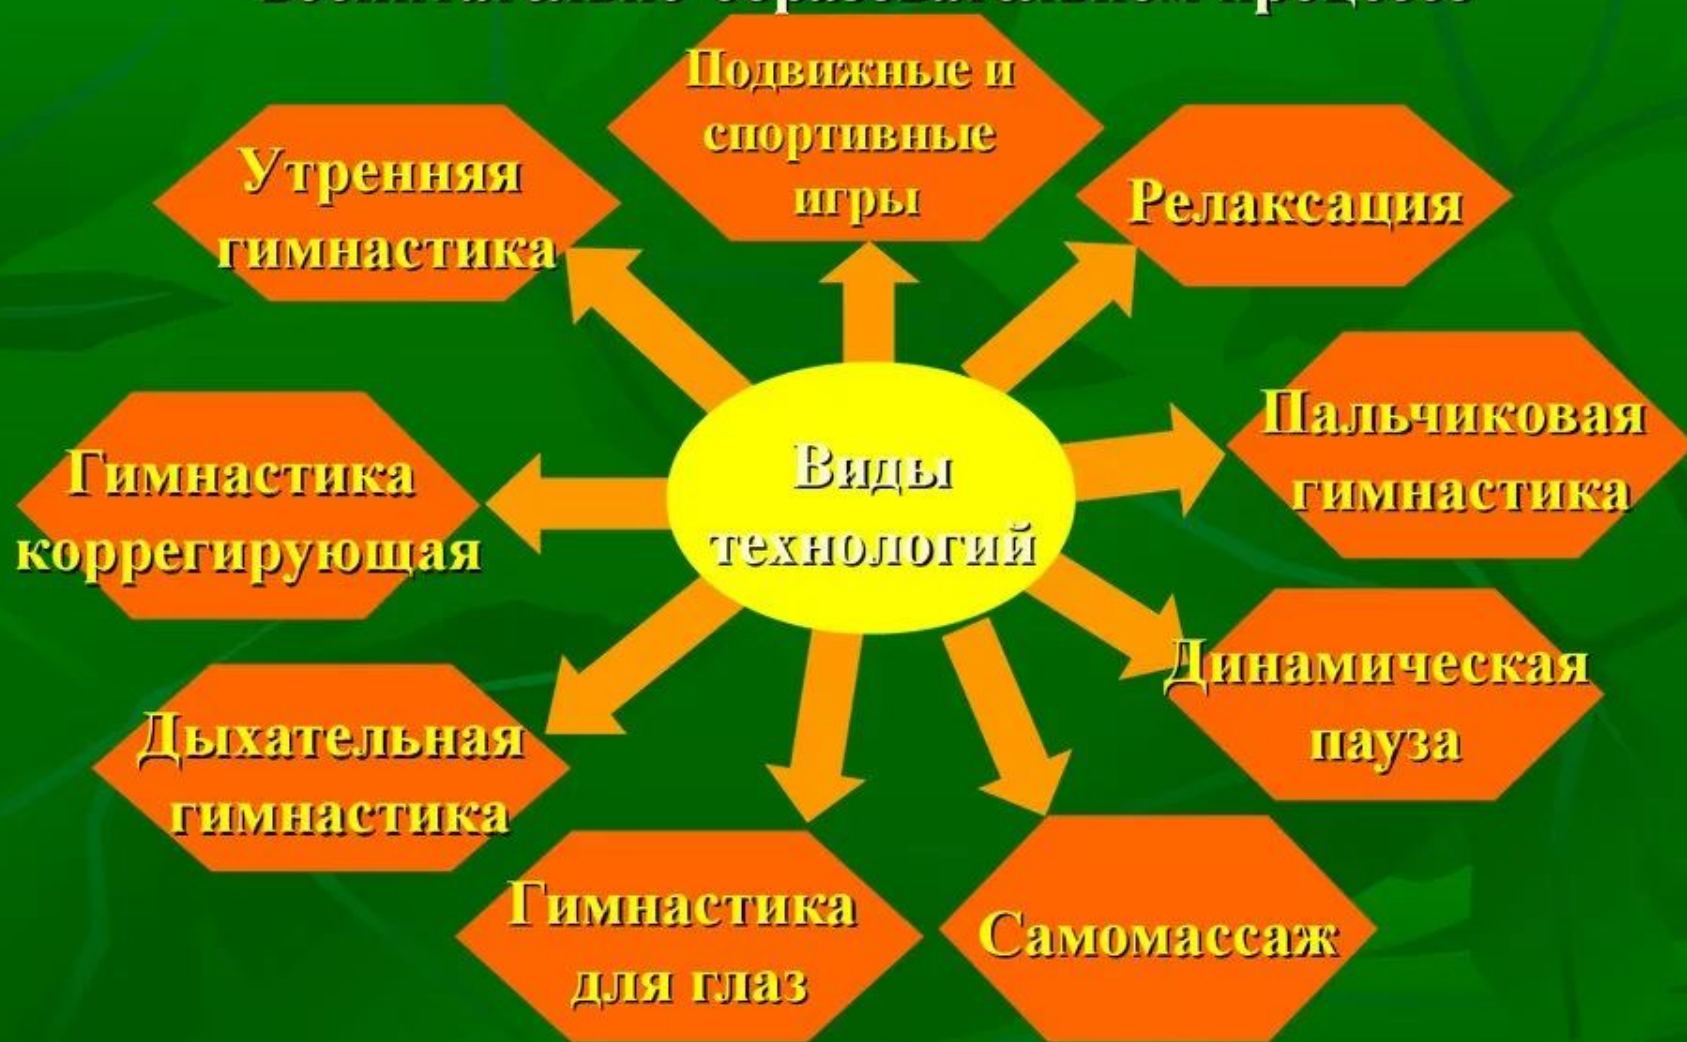 Подвижные и
спортивные
игры
Утренняя
гимнастика
Релаксация
Пальчиковая
гимнастика
Гимнастика
коррегирующая
Виды
технологий
Динамическая
пауза
Дыхательная
гимнастика
Гимнастика
для глаз
Самомассаж